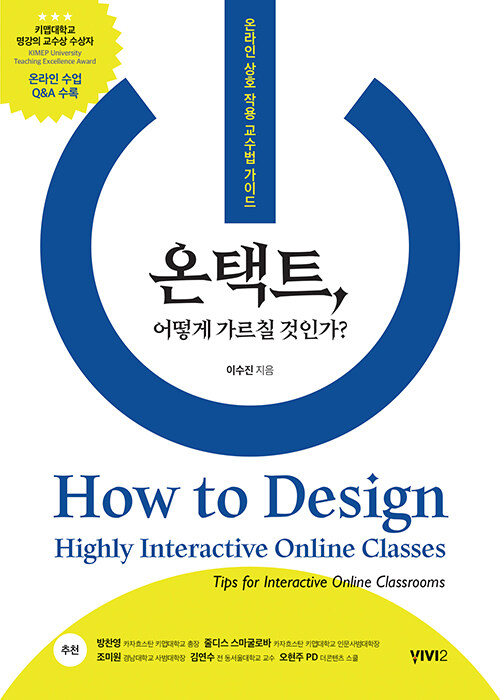 ★★★
키맵대학교
명강의 교수상 수상자
KIMEP University
Teaching Excellence Award
온라인 수업
Q&A 수록
온라인 상호 작용 교수법 가이드
온택트,
어떻게 가르칠 것인가?
이수진 지음
How to Design
Highly Interactive Online Classes
Tips for Interactive Online Classrooms
추천
방찬영 카자흐스탄 키맵대학교 총장 줄디스 스마굴로바 카자흐스탄 키맵대학교 인문사범대학장
조미원 경남대학교 사범대학장 김연수 전 동서울대학교 교수 오현주 PD 더콘텐츠 스쿨
VIVI2